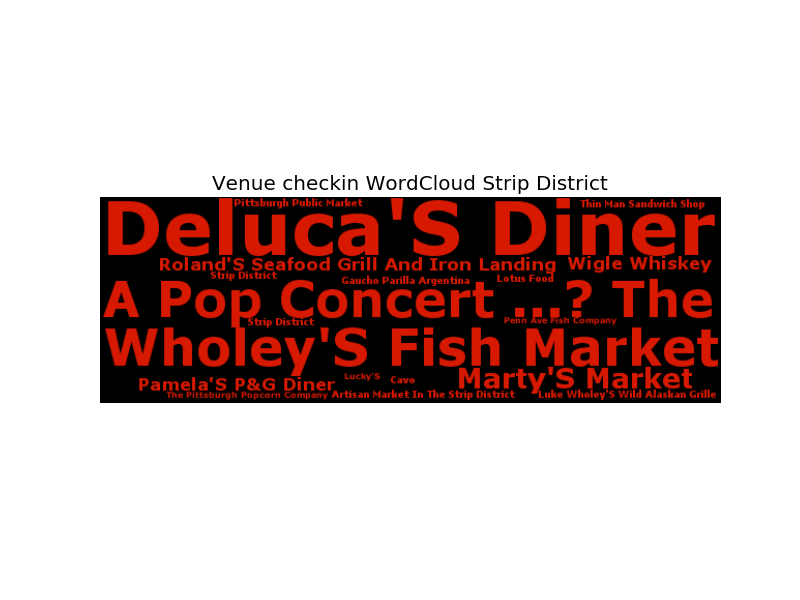 Venue checkin WordCloud Strip District
Pittsburgh Public Market
Thin Man Sandwich Shop
Deluca'S Diner
Roland'S Seafood Grill And Iron Landing
Wigle Whiskey
Strip District
Gaucho Parilla Argentina
Lotus Food
A Pop Concert ...? The
Strip District
Penn Ave Fish Company
Wholey'S Fish Market
Pamela'S P&G Diner
Lucky'S
Cavo
Marty'S Market
The Pittsburgh Popcorn Company
Artisan Market In The Strip District
Luke Wholey'S Wild Alaskan Grille